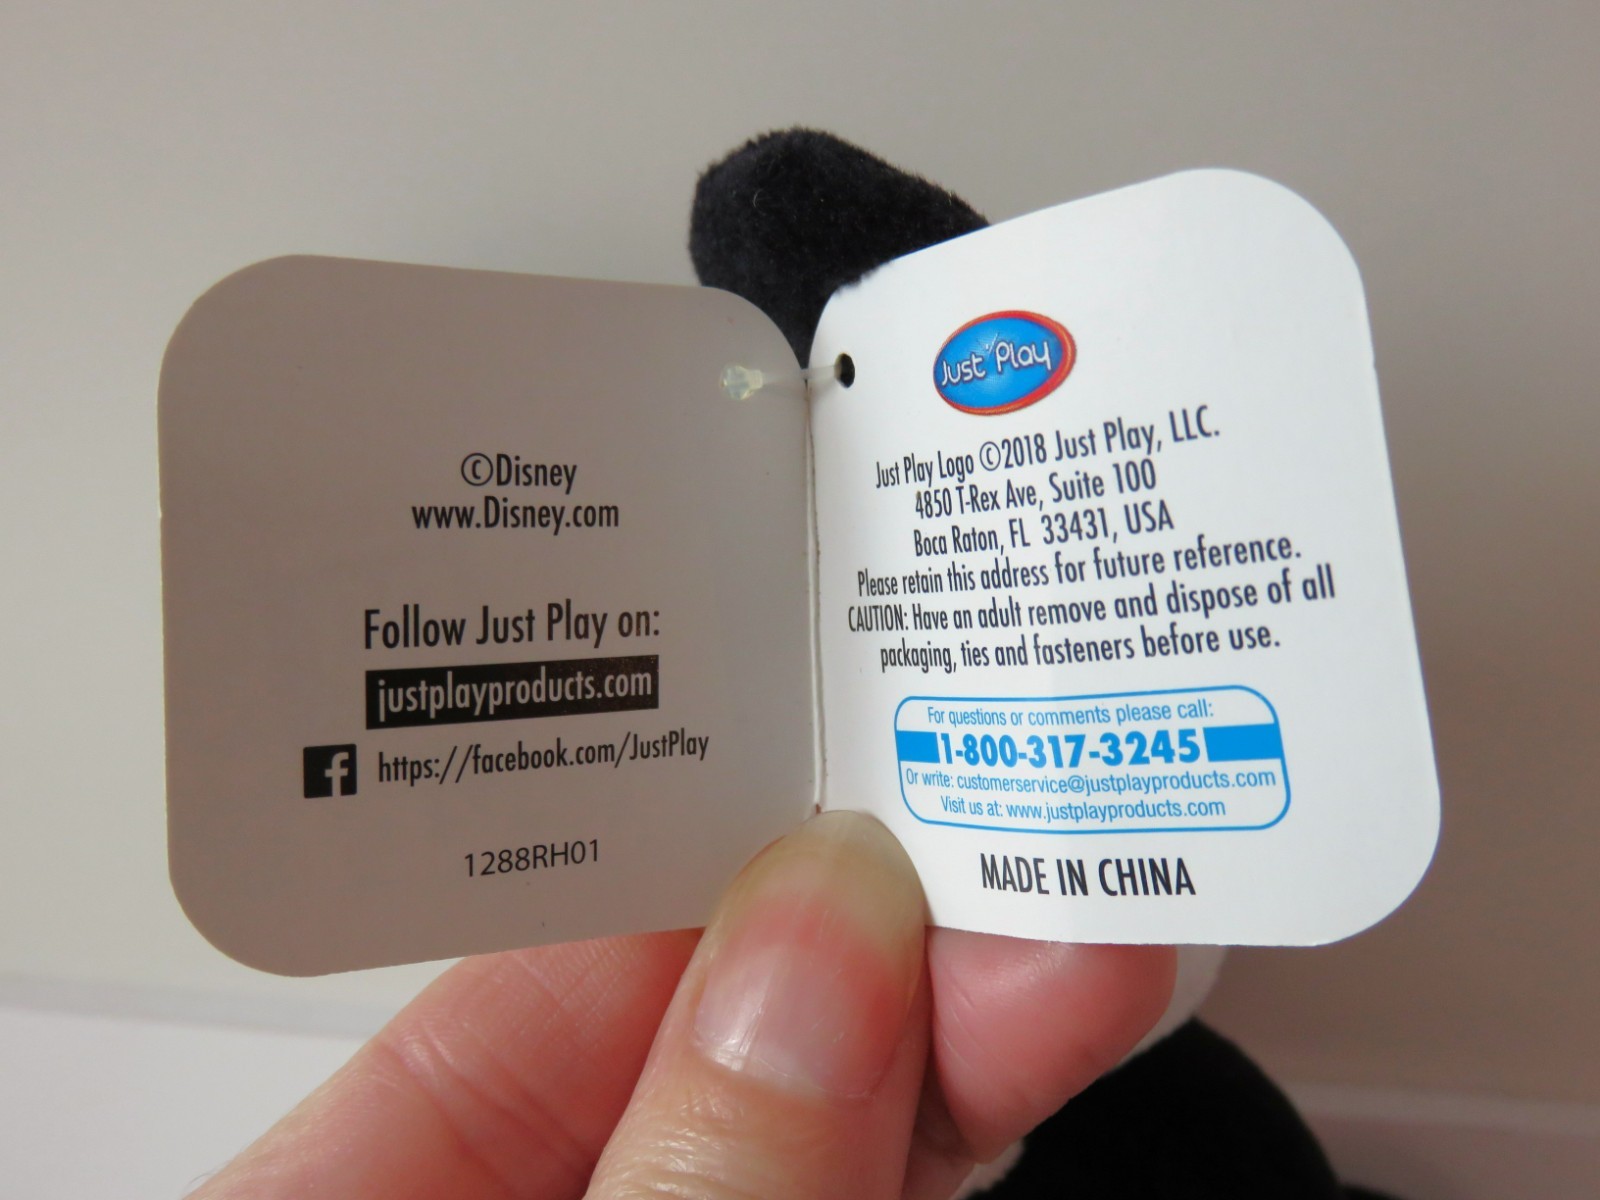 ©Disney
www.Disney.com
Follow Just Play on:
justplayproducts.com
f https://facebook.com/JustPlay
1288RH01
Just Play
Just Play Logo ©2018 Just Play, LLC.
4850 T-Rex Ave, Suite 100
Boca Raton, FL 33431, USA
Please retain this address for future reference.
CAUTION: Have an adult remove and dispose of all
packaging, ties and fasteners before use.
For questions or comments please call:
1-800-317-3245
Or write: customerservice@justplayproducts.com
Visit us at: www.justplayproducts.com
MADE IN CHINA